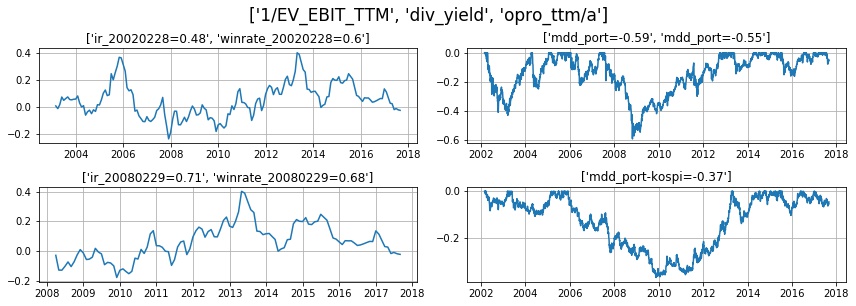 ['1/EV_EBIT_TTM', 'div_yield', 'opro_ttm/a']
['ir_20020228=0.48', 'winrate_20020228=0.6']
0.4
0.2
0.0
−0.2
2004 2006 2008 2010 2012 2014 2016 2018
['mdd_port=-0.59', 'mdd_port=-0.55']
0.0
−0.2
−0.4
−0.6
2002 2004 2006 2008 2010 2012 2014 2016 2018
['ir_20080229=0.71', 'winrate_20080229=0.68']
0.4
0.2
0.0
−0.2
2008 2009 2010 2011 2012 2013 2014 2015 2016 2017 2018
['mdd_port-kospi=-0.37']
0.0
−0.2
2002 2004 2006 2008 2010 2012 2014 2016 2018